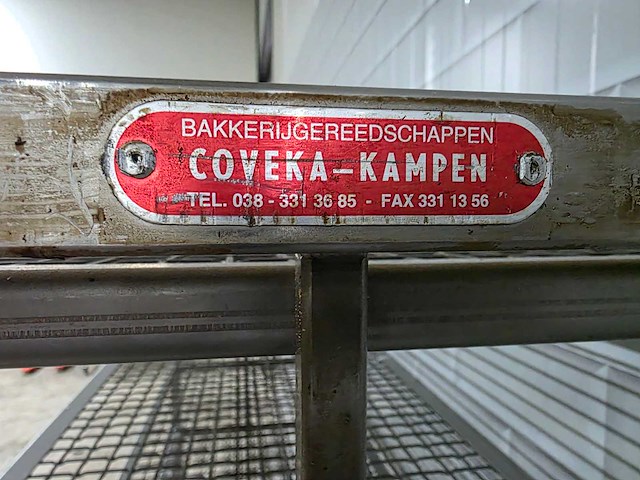 BAKKERIJGEREEDSCHAPPEN
COVEKA-KAMPEN
TEL. 038 - 331 36 85 - FAX 331 13 56